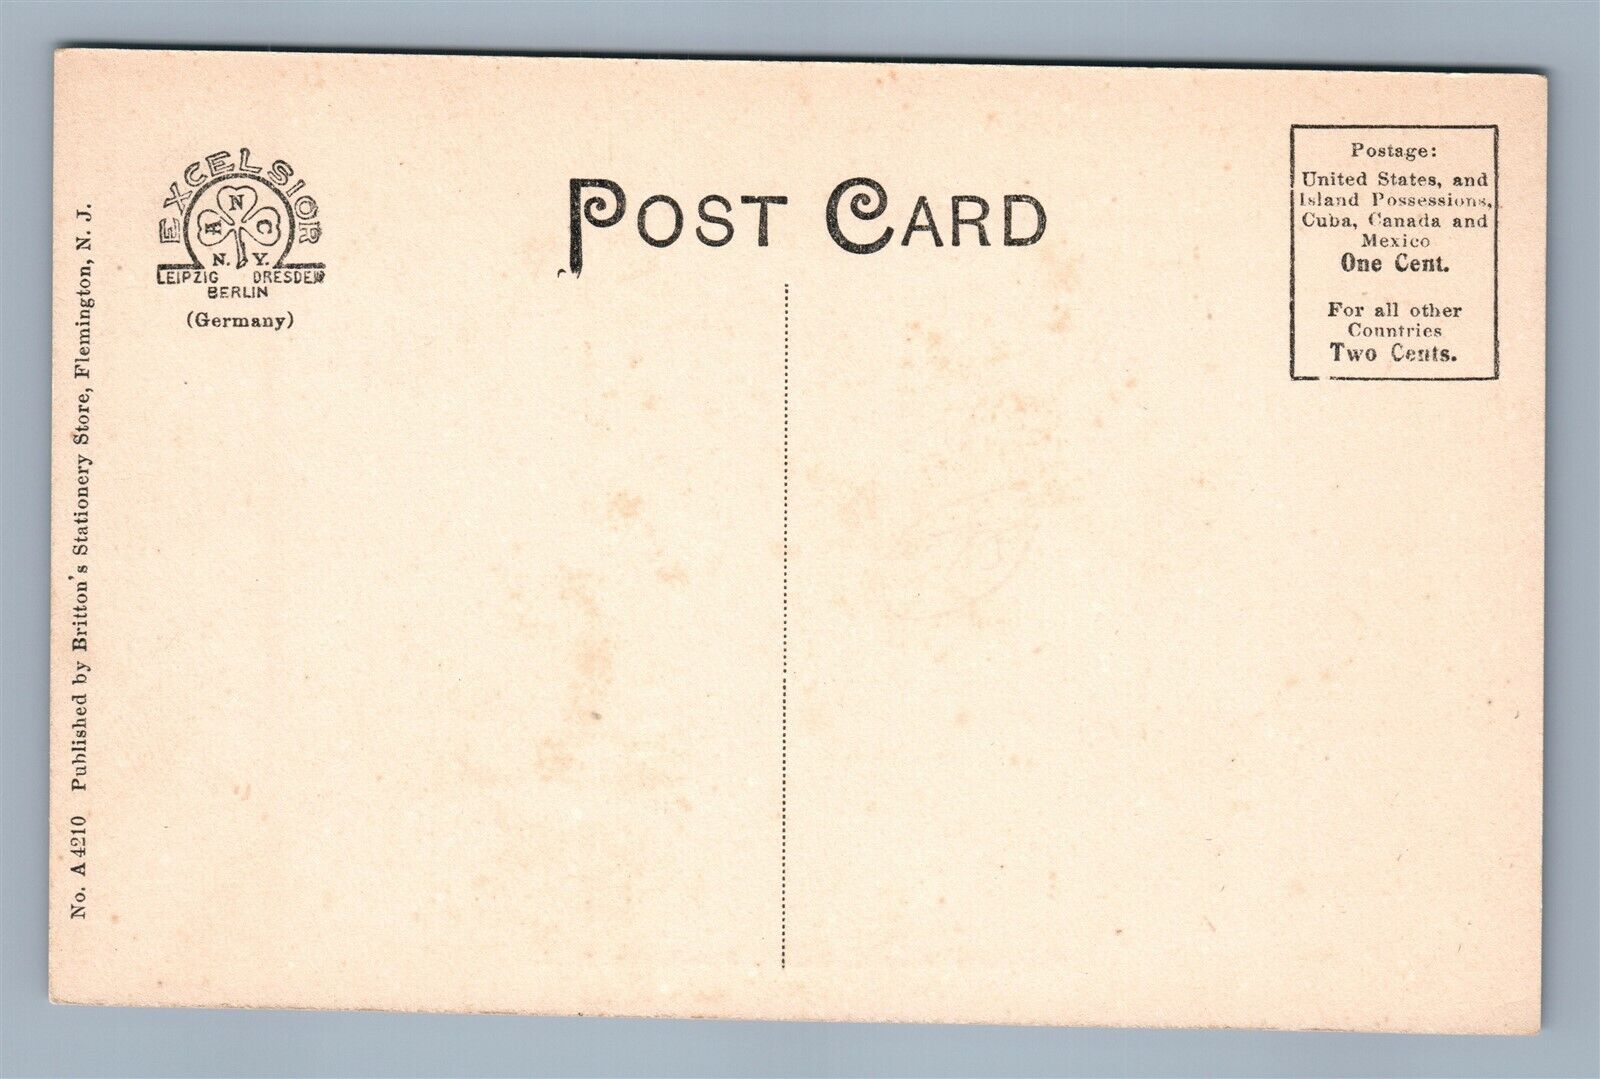 EXCELSIOR
A N C
N. Y.
LEIPZIG DRESDEN
BERLIN
(Germany)
POST CARD
Postage:
United States, and
Island Possessions,
Cuba, Canada and
Mexico
One Cent.
For all other
Countries
Two Cents.
No. A 4210 Published by Britton's Stationery Store, Flemington, N. J.